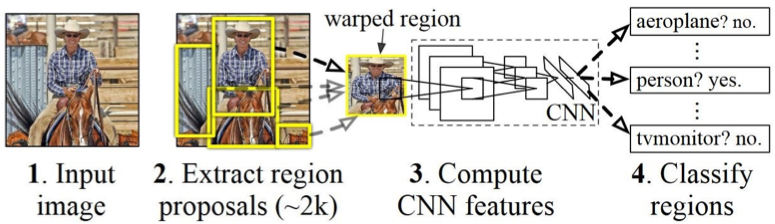 warped region
aeroplane? no.
person? yes.
CNN
tvmonitor? no.
1. Input
image
2. Extract region
proposals (~2k)
3. Compute
CNN features
4. Classify
regions